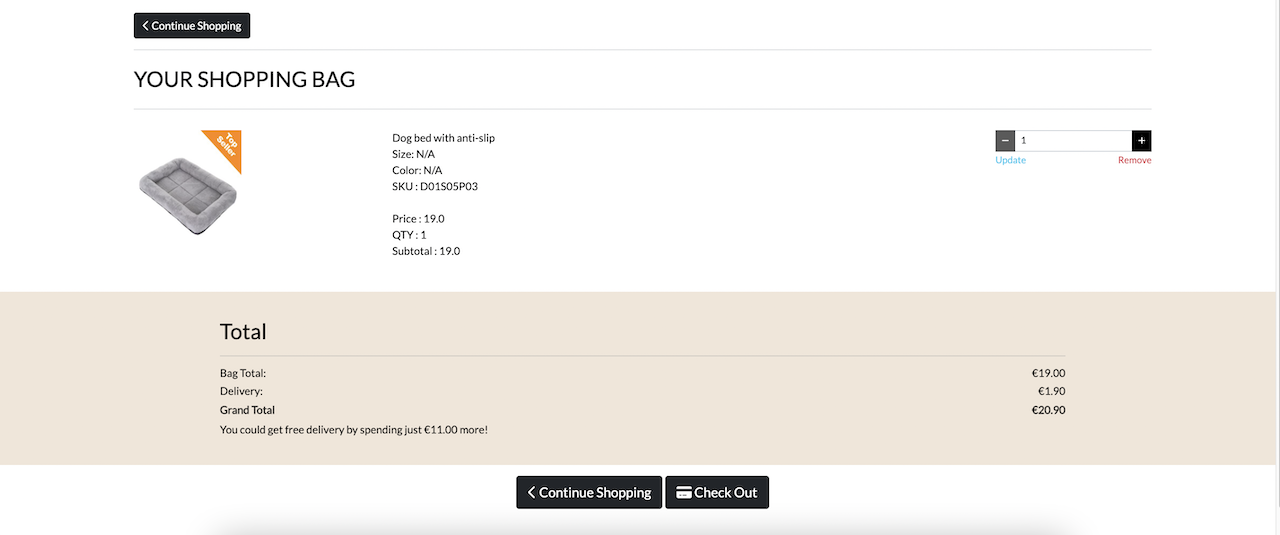 Continue Shopping
YOUR SHOPPING BAG
Top
Seller
Dog bed with anti-slip
Size: N/A
Color: N/A
SKU : D01S05P03
Price : 19.0
QTY : 1
Subtotal : 19.0
1
Update Remove
Total
Bag Total: €19.00
Delivery: €1.90
Grand Total €20.90
You could get free delivery by spending just €11.00 more!
Continue Shopping Check Out